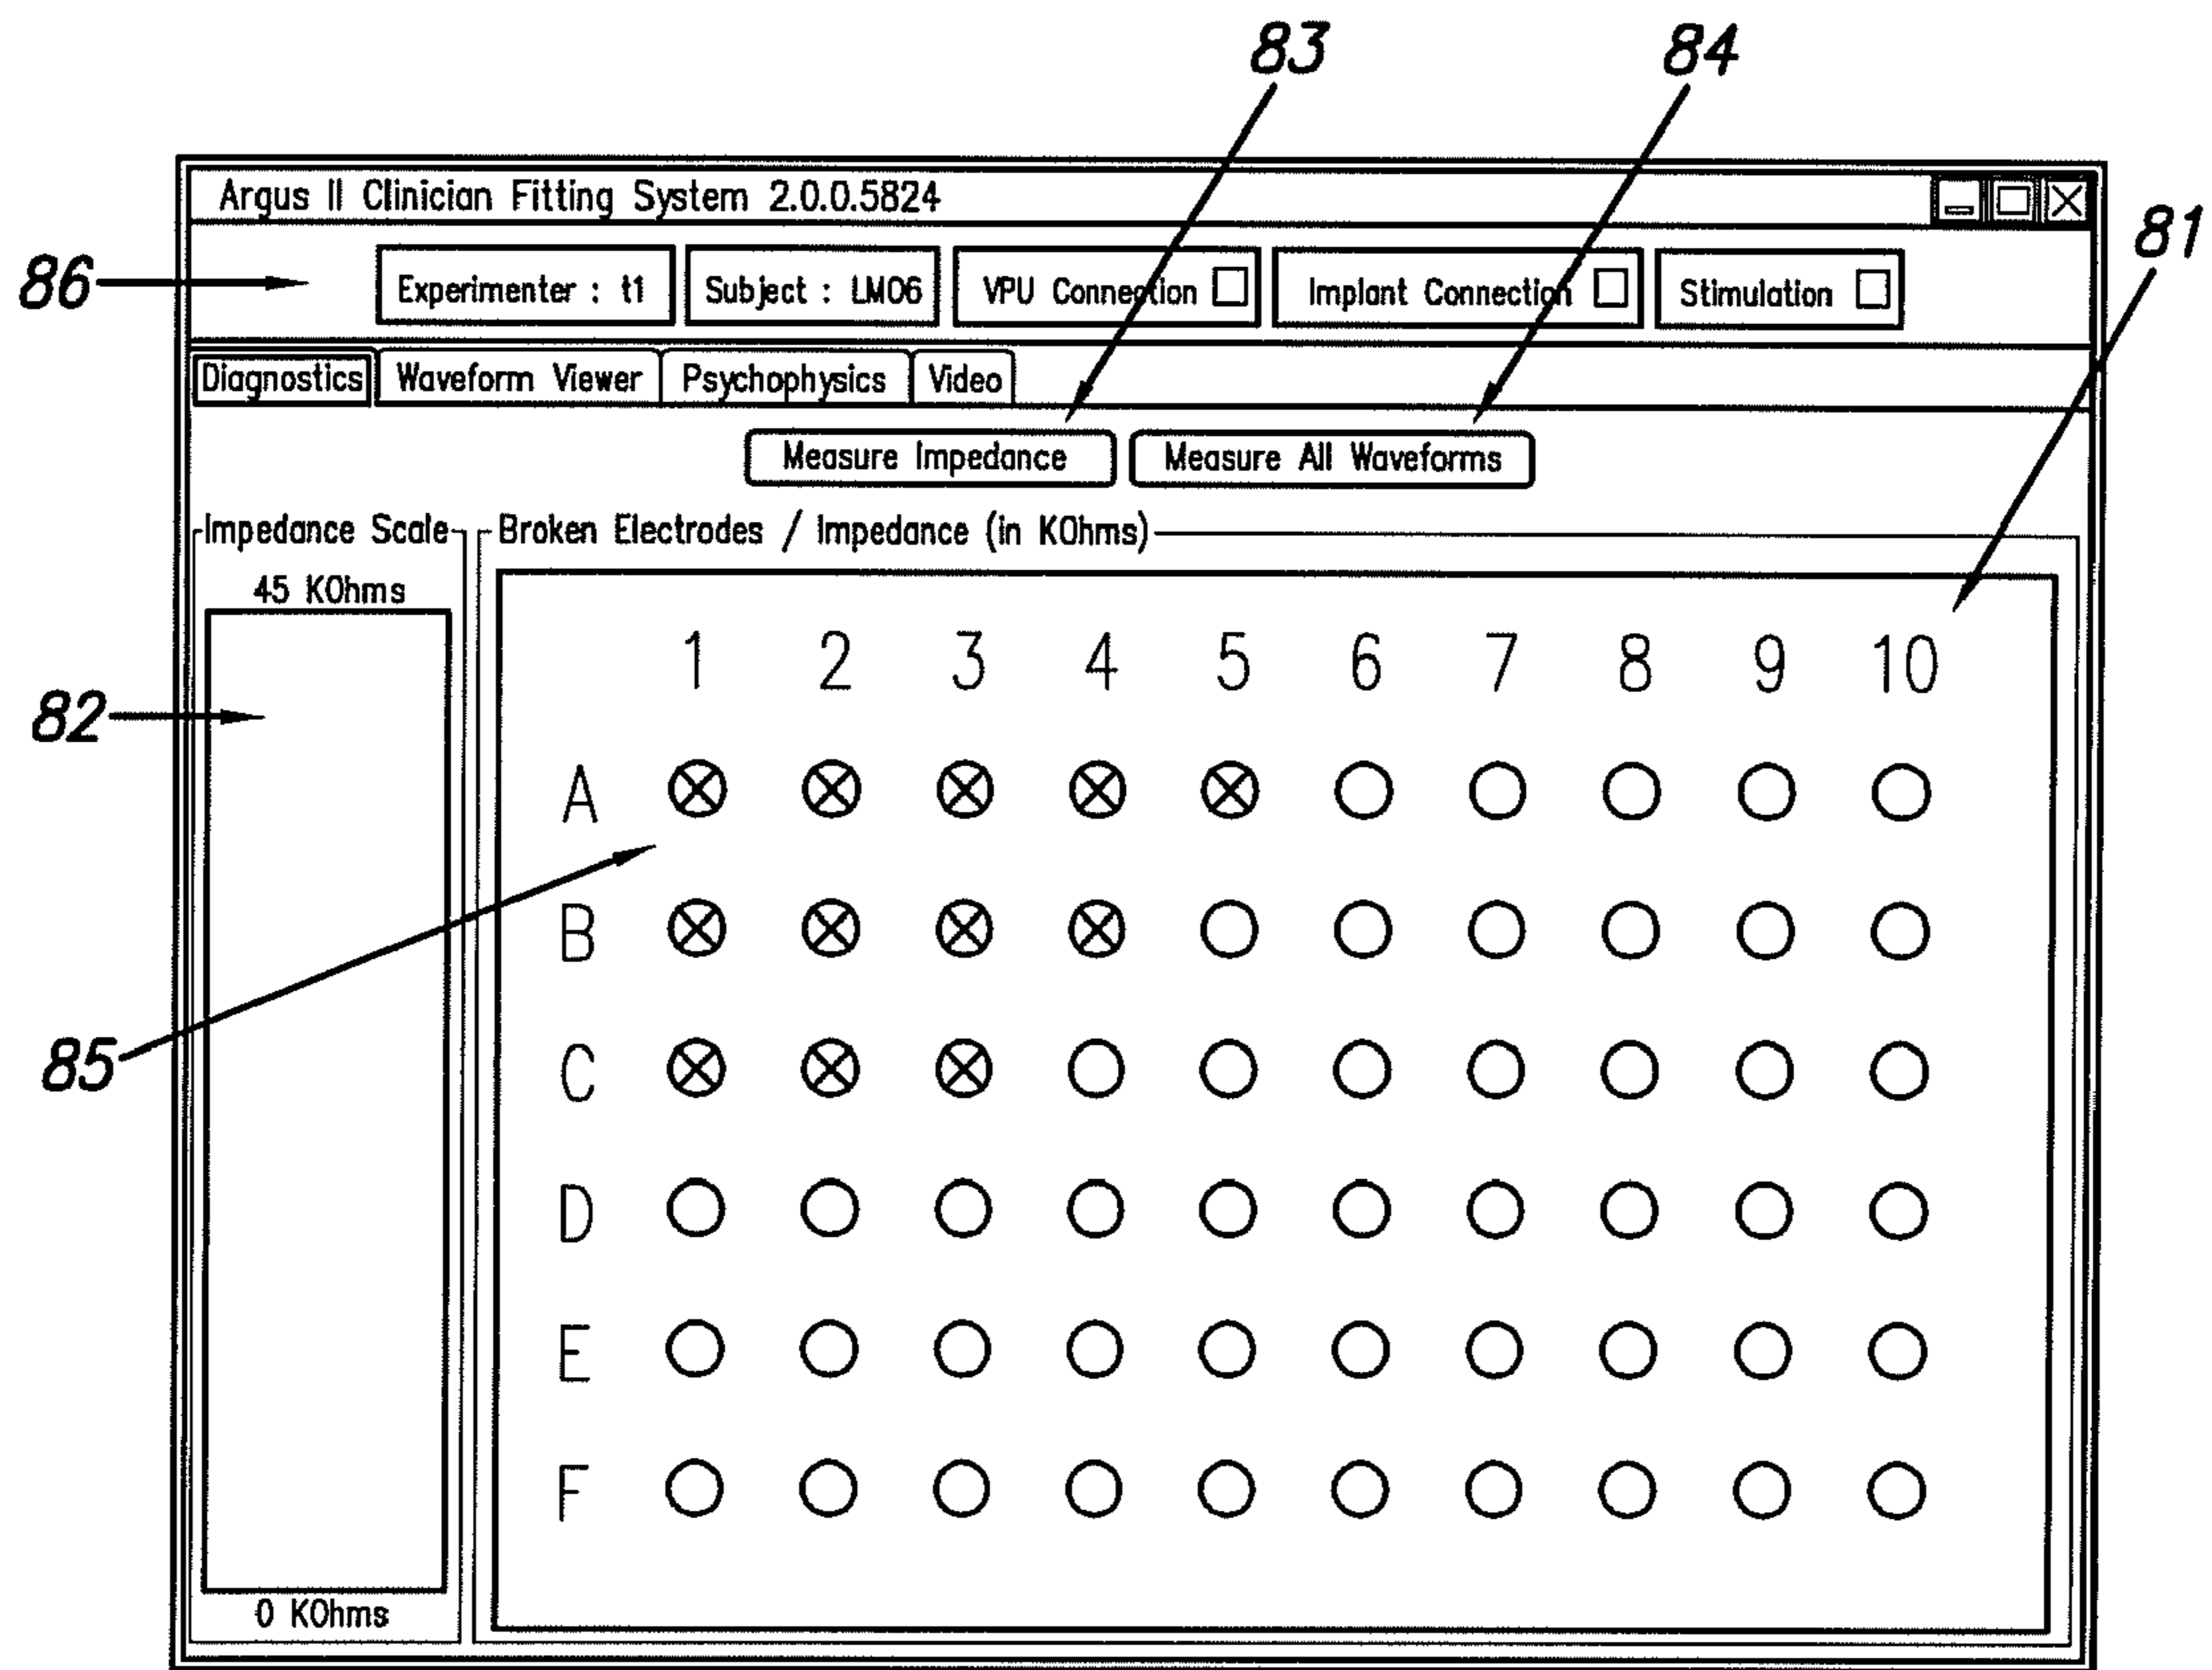 83
84
Argus II Clinician Fitting System 2.0.0.5824
81
86
Experimenter : t1
Subject : LM06
VPU Connection
Implant Connection
Stimulation
Diagnostics
Waveform Viewer
Psychophysics
Video
Measure Impedance
Measure All Waveforms
Impedance Scale
Broken Electrodes / Impedance (in KOhms)
45 KOhms
1 2 3 4 5 6 7 8 9 10
82
A
85
B
C
D
E
F
0 KOhms